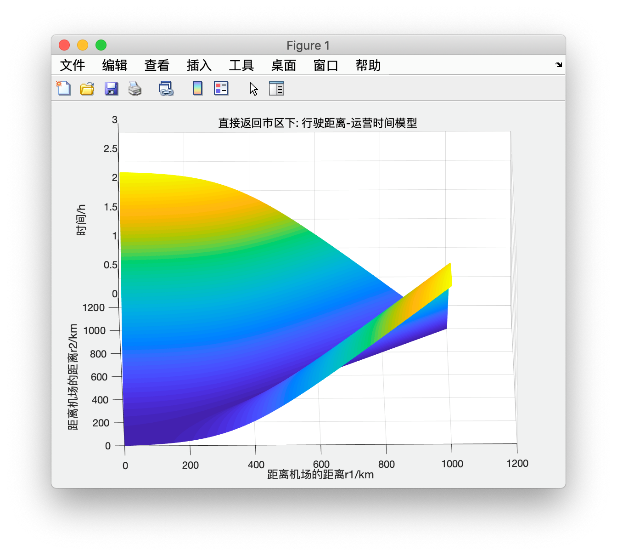 Figure 1
文件 编辑 查看 插入 工具 桌面 窗口 帮助
直接返回市区下: 行驶距离-运营时间模型
3
2.5
2
1.5
1
0.5
0
时间/h
1200
1000
800
600
400
200
0
距离机场的距离r2/km
0 200 400 600 800 1000 1200
距离机场的距离r1/km